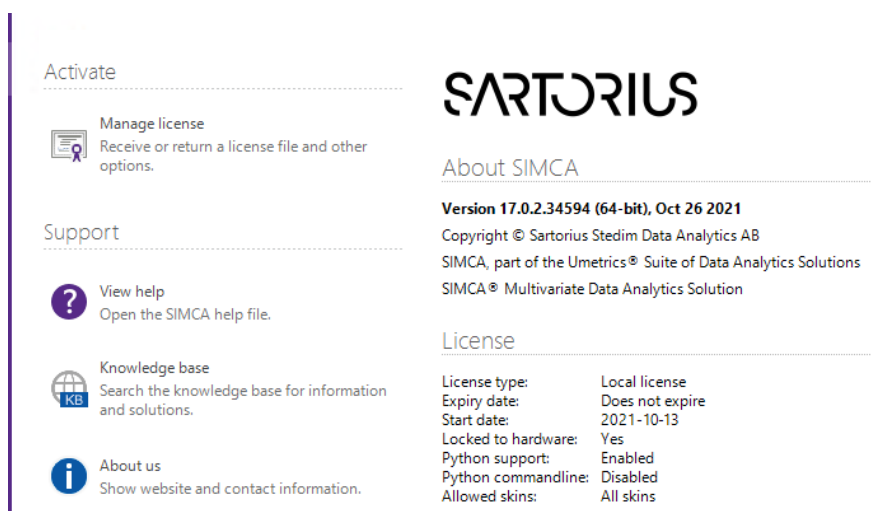 Activate
Manage license
Receive or return a license file and other
options.
Support
?
View help
Open the SIMCA help file.
KB
Knowledge base
Search the knowledge base for information
and solutions.
i
About us
Show website and contact information.
SARTORIUS
About SIMCA
Version 17.0.2.34594 (64-bit), Oct 26 2021
Copyright © Sartorius Stedim Data Analytics AB
SIMCA, part of the Umetrics® Suite of Data Analytics Solutions
SIMCA® Multivariate Data Analytics Solution
License
License type: Local license
Expiry date: Does not expire
Start date: 2021-10-13
Locked to hardware: Yes
Python support: Enabled
Python commandline: Disabled
Allowed skins: All skins